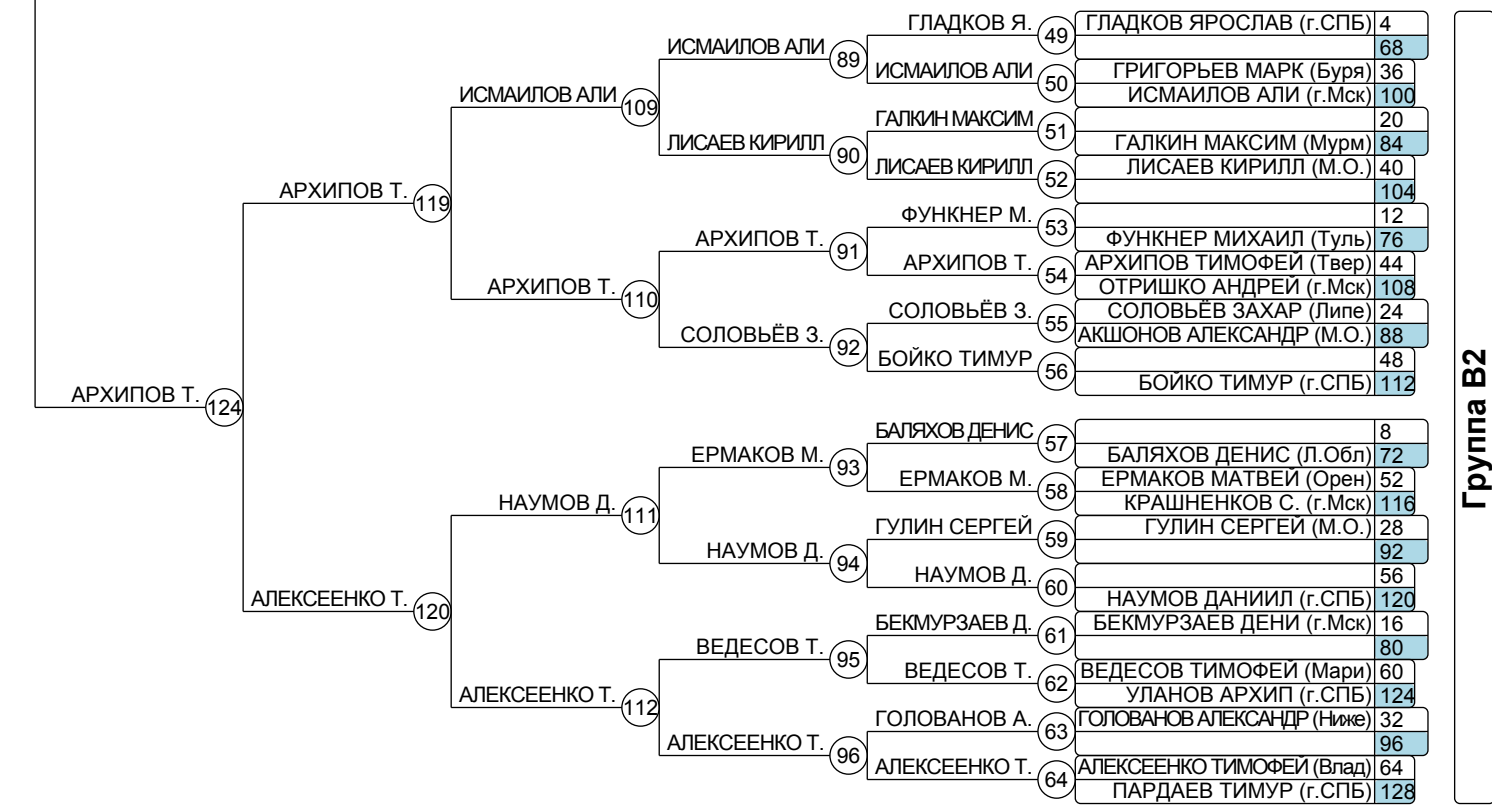 ГЛАДКОВ Я. 49 ГЛАДКОВ ЯРОСЛАВ (г.СПБ) 4
ИСМАИЛОВ АЛИ 89 68
ИСМАИЛОВ АЛИ 50 ГРИГОРЬЕВ МАРК (Буря) 36
ИСМАИЛОВ АЛИ 109 ИСМАИЛОВ АЛИ (г.Мск) 100
ГАЛКИН МАКСИМ 51 20
ЛИСАЕВ КИРИЛЛ 90 ГАЛКИН МАКСИМ (Мурм) 84
ЛИСАЕВ КИРИЛЛ 52 ЛИСАЕВ КИРИЛЛ (М.О.) 40
АРХИПОВ Т. 119 104
ФУНКНЕР М. 53 12
АРХИПОВ Т. 91 ФУНКНЕР МИХАИЛ (Туль) 76
АРХИПОВ Т. 54 АРХИПОВ ТИМОФЕЙ (Твер) 44
АРХИПОВ Т. 110 ОТРИШКО АНДРЕЙ (г.Мск) 108
СОЛОВЬЁВ З. 55 СОЛОВЬЁВ ЗАХАР (Липе) 24
СОЛОВЬЁВ З. 92 АКШОНОВ АЛЕКСАНДР (М.О.) 88
БОЙКО ТИМУР 56 48
БОЙКО ТИМУР (г.СПБ) 112
АРХИПОВ Т. 124
БАЛЯХОВ ДЕНИС 57 8
ЕРМАКОВ М. 93 БАЛЯХОВ ДЕНИС (Л.Обл) 72
ЕРМАКОВ М. 58 ЕРМАКОВ МАТВЕЙ (Орен) 52
НАУМОВ Д. 111 КРАШНЕНКОВ С. (г.Мск) 116
ГУЛИН СЕРГЕЙ 59 ГУЛИН СЕРГЕЙ (М.О.) 28
НАУМОВ Д. 94 92
НАУМОВ Д. 60 56
АЛЕКСЕЕНКО Т. 120 НАУМОВ ДАНИИЛ (г.СПБ) 120
БЕКМУРЗАЕВ Д. 61 БЕКМУРЗАЕВ ДЕНИ (г.Мск) 16
ВЕДЕСОВ Т. 95 80
ВЕДЕСОВ Т. 62 ВЕДЕСОВ ТИМОФЕЙ (Мари) 60
АЛЕКСЕЕНКО Т. 112 УЛАНОВ АРХИП (г.СПБ) 124
ГОЛОВАНОВ А. 63 ГОЛОВАНОВ АЛЕКСАНДР (Ниже) 32
АЛЕКСЕЕНКО Т. 96 96
АЛЕКСЕЕНКО Т. 64 АЛЕКСЕЕНКО ТИМОФЕЙ (Влад) 64
ПАРДАЕВ ТИМУР (г.СПБ) 128
Группа B2